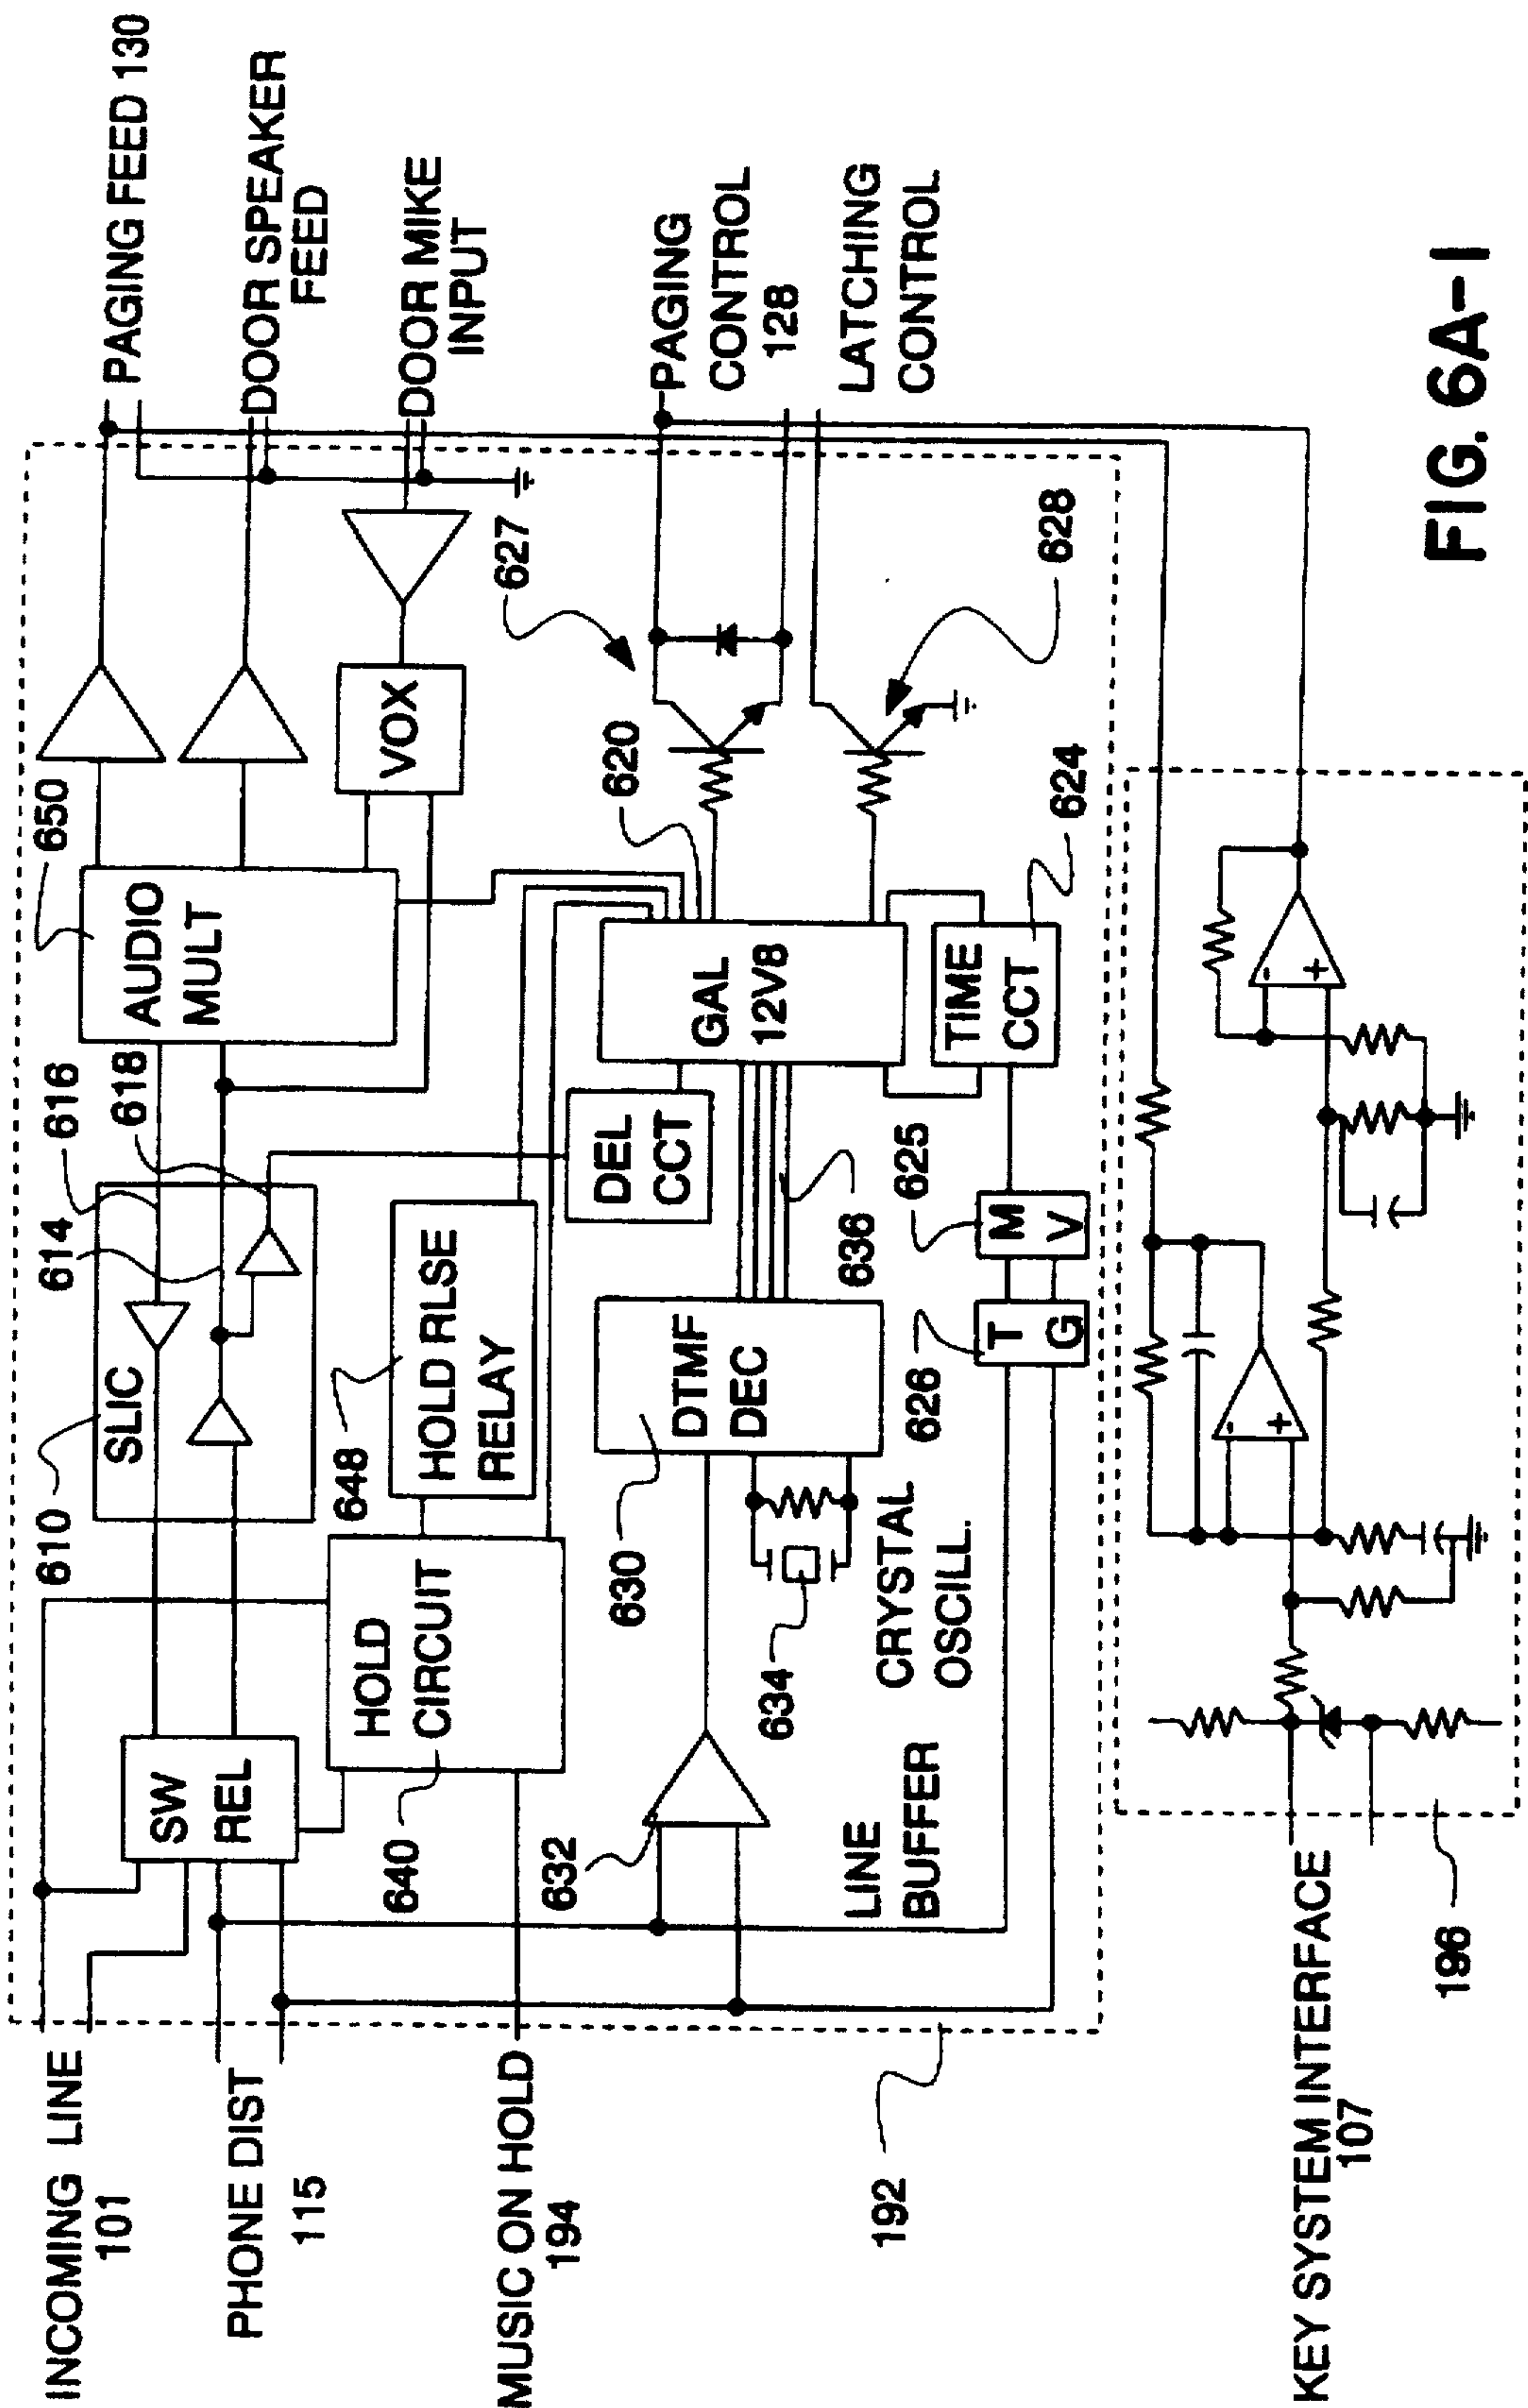 INCOMING LINE
101
PHONE DIST
115
MUSIC ON HOLD
194
192
610
614
616
618
650
SLIC
SW
REL
AUDIO
MULT
VOX
PAGING FEED 130
DOOR SPEAKER
FEED
DOOR MIKE
INPUT
HOLD
CIRCUIT
640
648
HOLD RLSE
RELAY
DEL
CCT
620
627
PAGING
CONTROL
128
LATCHING
CONTROL
628
632
LINE
BUFFER
630
DTMF
DEC
634
CRYSTAL
OSCILL.
636
GAL
12V8
TIME
CCT
624
625
M
V
626
T
G
KEY SYSTEM INTERFACE
107
196
-
+
-
+
FIG. 6A-1